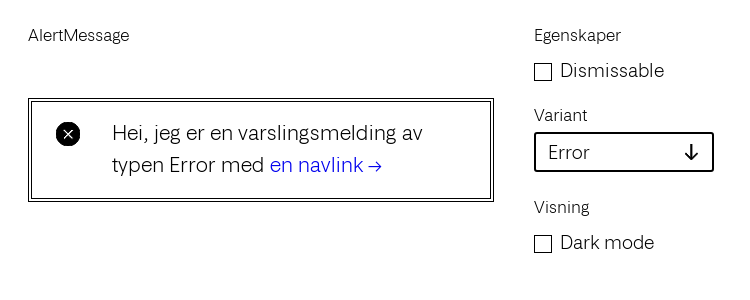 AlertMessage
Hei, jeg er en varslingsmelding av
typen Error med en navlink →
Egenskaper
Dismissable
Variant
Error
Visning
Dark mode